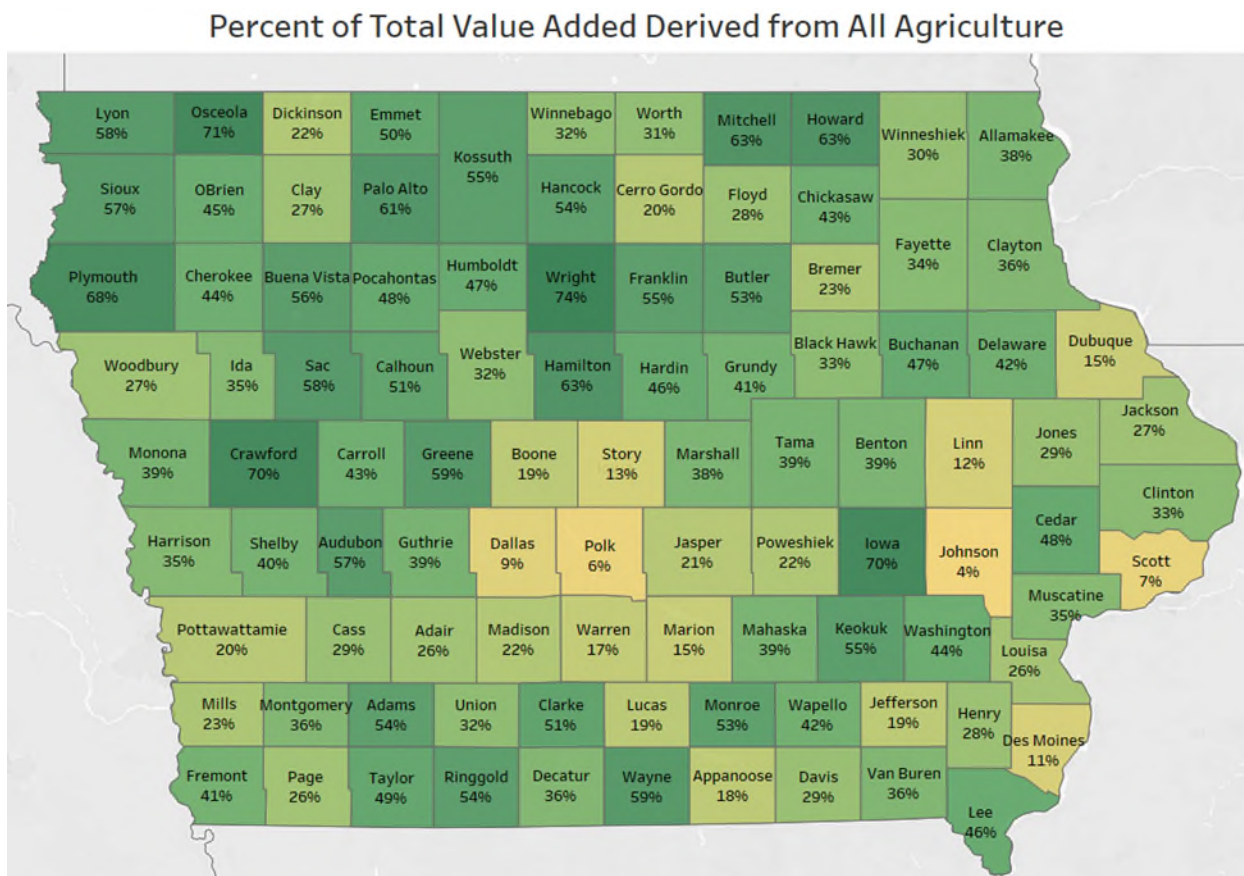 Percent of Total Value Added Derived from All Agriculture
Lyon
58%
Osceola
71%
Dickinson
22%
Emmet
50%
Kossuth
55%
Winnebago
32%
Worth
31%
Mitchell
63%
Howard
63%
Winneshiek
30%
Allamakee
38%
Sioux
57%
OBrien
45%
Clay
27%
Palo Alto
61%
Hancock
54%
Cerro Gordo
20%
Floyd
28%
Chickasaw
43%
Fayette
34%
Clayton
36%
Plymouth
68%
Cherokee
44%
Buena Vista
56%
Pocahontas
48%
Humboldt
47%
Wright
74%
Franklin
55%
Butler
53%
Bremer
23%
Woodbury
27%
Ida
35%
Sac
58%
Calhoun
51%
Webster
32%
Hamilton
63%
Hardin
46%
Grundy
41%
Black Hawk
33%
Buchanan
47%
Delaware
42%
Dubuque
15%
Monona
39%
Crawford
70%
Carroll
43%
Greene
59%
Boone
19%
Story
13%
Marshall
38%
Tama
39%
Benton
39%
Linn
12%
Jones
29%
Jackson
27%
Clinton
33%
Harrison
35%
Shelby
40%
Audubon
57%
Guthrie
39%
Dallas
9%
Polk
6%
Jasper
21%
Poweshiek
22%
Iowa
70%
Johnson
4%
Cedar
48%
Scott
7%
Muscatine
35%
Pottawattamie
20%
Cass
29%
Adair
26%
Madison
22%
Warren
17%
Marion
15%
Mahaska
39%
Keokuk
55%
Washington
44%
Louisa
26%
Mills
23%
Montgomery
36%
Adams
54%
Union
32%
Clarke
51%
Lucas
19%
Monroe
53%
Wapello
42%
Jefferson
19%
Henry
28%
Des Moines
11%
Fremont
41%
Page
26%
Taylor
49%
Ringgold
54%
Decatur
36%
Wayne
59%
Appanoose
18%
Davis
29%
Van Buren
36%
Lee
46%